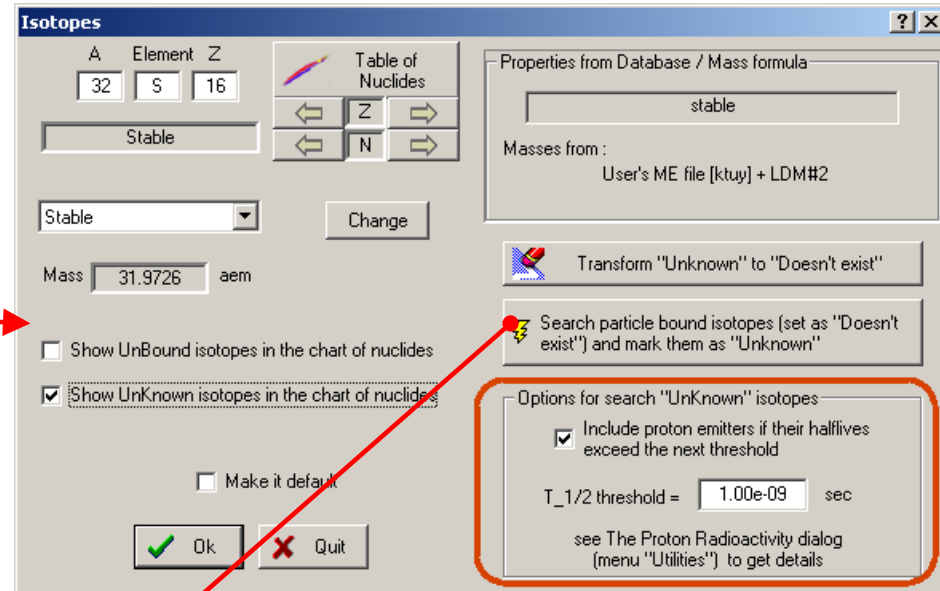 Isotopes
A Element Z
32 S 16
Stable
Table of
Nuclides
Z
N
Stable
Change
Mass 31.9726 aem
Show UnBound isotopes in the chart of nuclides
Show UnKnown isotopes in the chart of nuclides
Make it default
Ok Quit
Properties from Database / Mass formula
stable
Masses from :
User's ME file [ktuy] + LDM#2
Transform "Unknown" to "Doesn't exist"
Search particle bound isotopes (set as "Doesn't
exist") and mark them as "Unknown"
Options for search "UnKnown" isotopes
Include proton emitters if their halflives
exceed the next threshold
T_1/2 threshold = 1.00e-09 sec
see The Proton Radioactivity dialog
(menu "Utilities") to get details